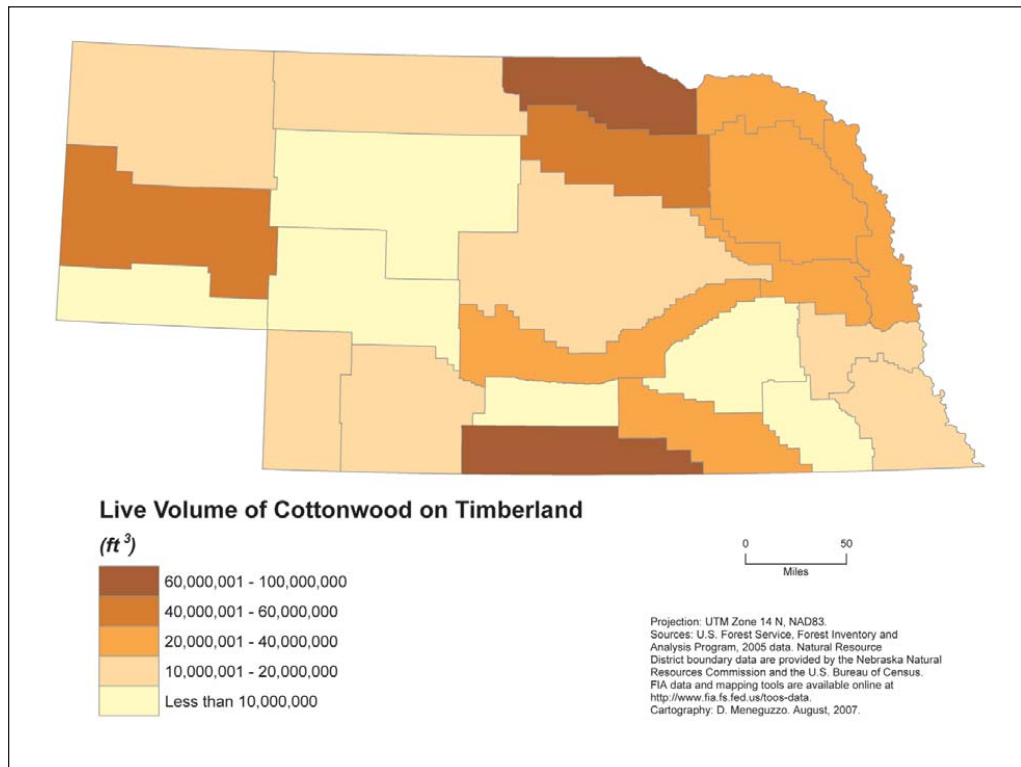 Live Volume of Cottonwood on Timberland
(ft ³)
60,000,001 - 100,000,000
40,000,001 - 60,000,000
20,000,001 - 40,000,000
10,000,001 - 20,000,000
Less than 10,000,000
0 50
Miles
Projection: UTM Zone 14 N, NAD83.
Sources: U.S. Forest Service, Forest Inventory and
Analysis Program, 2005 data. Natural Resource
District boundary data are provided by the Nebraska Natural
Resources Commission and the U.S. Bureau of Census.
FIA data and mapping tools are available online at
http://www.fia.fs.fed.us/toos-data.
Cartography: D. Meneguzzo. August, 2007.